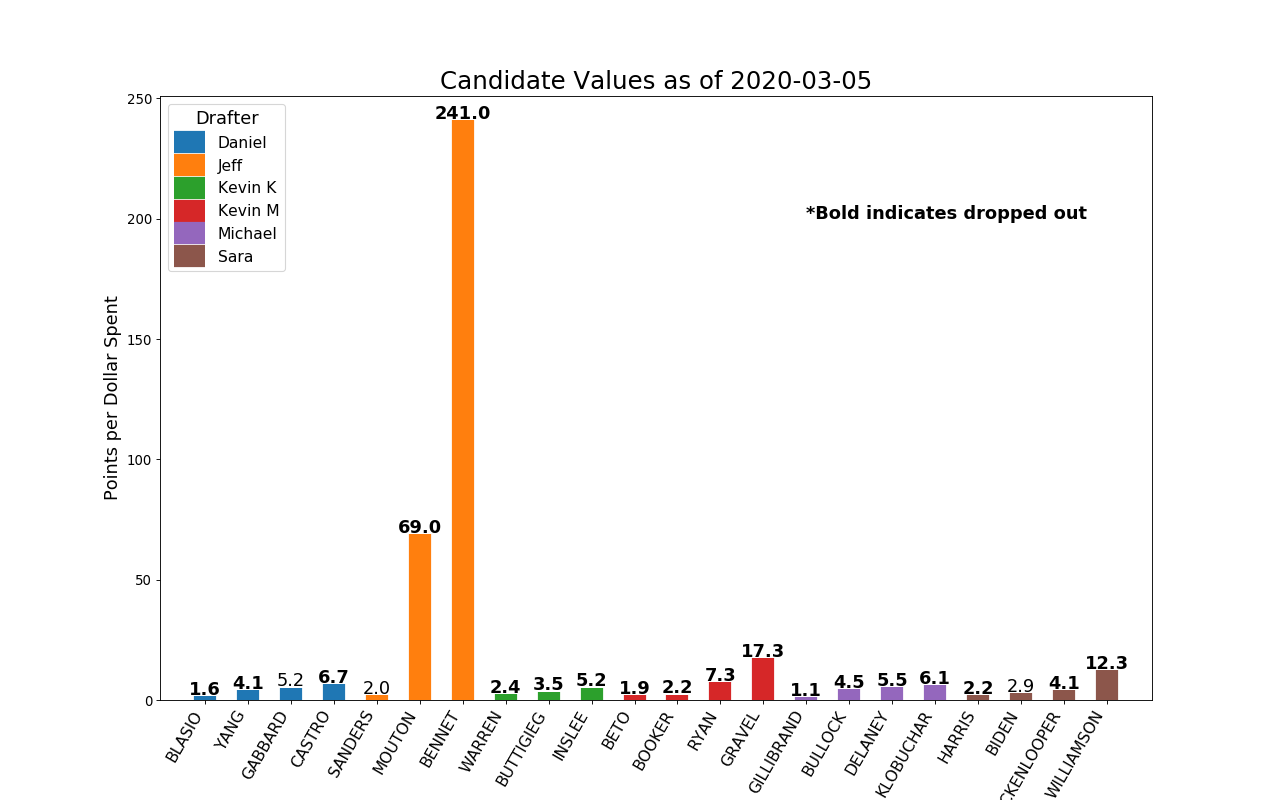 Candidate Values as of 2020-03-05
Drafter
Daniel
Jeff
Kevin K
Kevin M
Michael
Sara
*Bold indicates dropped out
Points per Dollar Spent
250
200
150
100
50
0
1.6
4.1
5.2
6.7
2.0
69.0
241.0
2.4
3.5
5.2
1.9
2.2
7.3
17.3
1.1
4.5
5.5
6.1
2.2
2.9
4.1
12.3
BLASIO
YANG
GABBARD
CASTRO
SANDERS
MOUTON
BENNET
WARREN
BUTTIGIEG
INSLEE
BETO
BOOKER
RYAN
GRAVEL
GILLIBRAND
BULLOCK
DELANEY
KLOBUCHAR
HARRIS
BIDEN
CKENLOOPER
WILLIAMSON